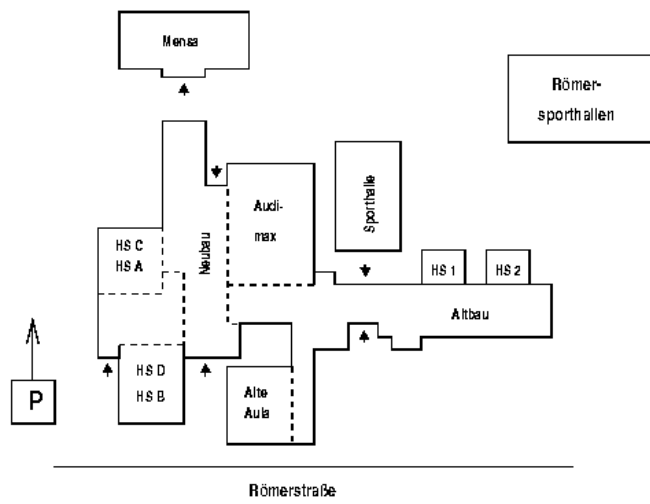 Mensa
Römer-
sporthallen
Audi-
max
Sporthalle
Neubau
HS C
HS A
HS 1
HS 2
Altbau
HS D
HS B
Alte
Aula
P
Römerstraße